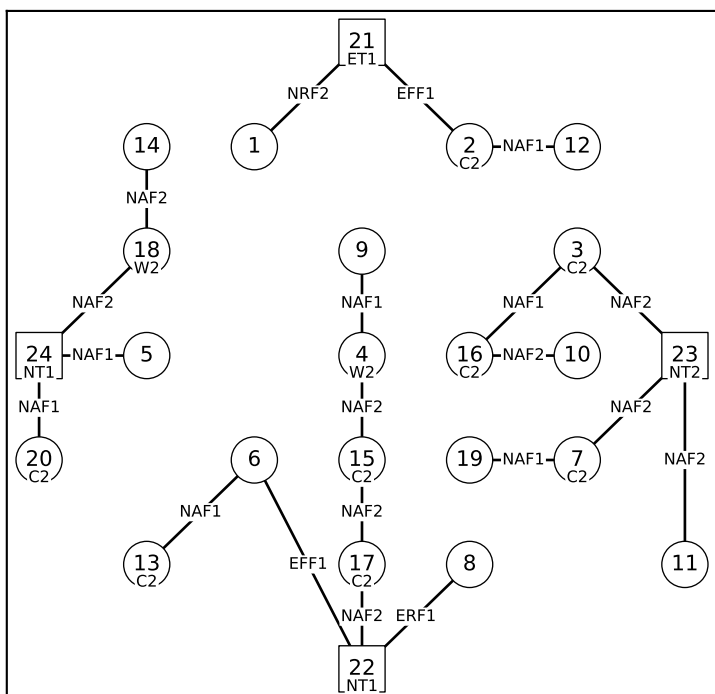 21
ET1
NRF2 EFF1
14 1 2 NAF1 12
C2
NAF2
18 9 3
W2 C2
NAF2 NAF1 NAF1 NAF2
24 NAF1 5 4 16 NAF2 10 23
NT1 W2 C2 NT2
NAF1 NAF2 NAF2
20 6 15 19 NAF1 7 NAF2
C2 C2 C2
NAF1 NAF2
13 EFF1 17 8 11
C2 C2
NAF2 ERF1
22
NT1